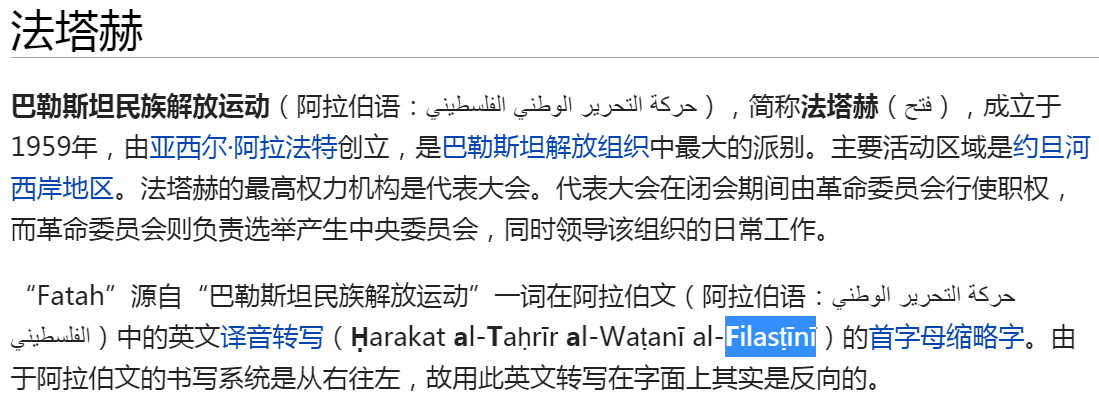 法塔赫
巴勒斯坦民族解放运动（阿拉伯语：حركة التحرير الوطني الفلسطيني），简称法塔赫（فتح），成立于
1959年，由亚西尔·阿拉法特创立，是巴勒斯坦解放组织中最大的派别。主要活动区域是约旦河
西岸地区。法塔赫的最高权力机构是代表大会。代表大会在闭会期间由革命委员会行使职权，
而革命委员会则负责选举产生中央委员会，同时领导该组织的日常工作。
“Fatah”源自“巴勒斯坦民族解放运动”一词在阿拉伯文（阿拉伯语：حركة التحرير الوطني
الفلسطيني）中的英文译音转写（Ḥarakat al-Taḥrīr al-Waṭanī al-Filasṭīnī）的首字母缩略字。由
于阿拉伯文的书写系统是从右往左，故用此英文转写在字面上其实是反向的。